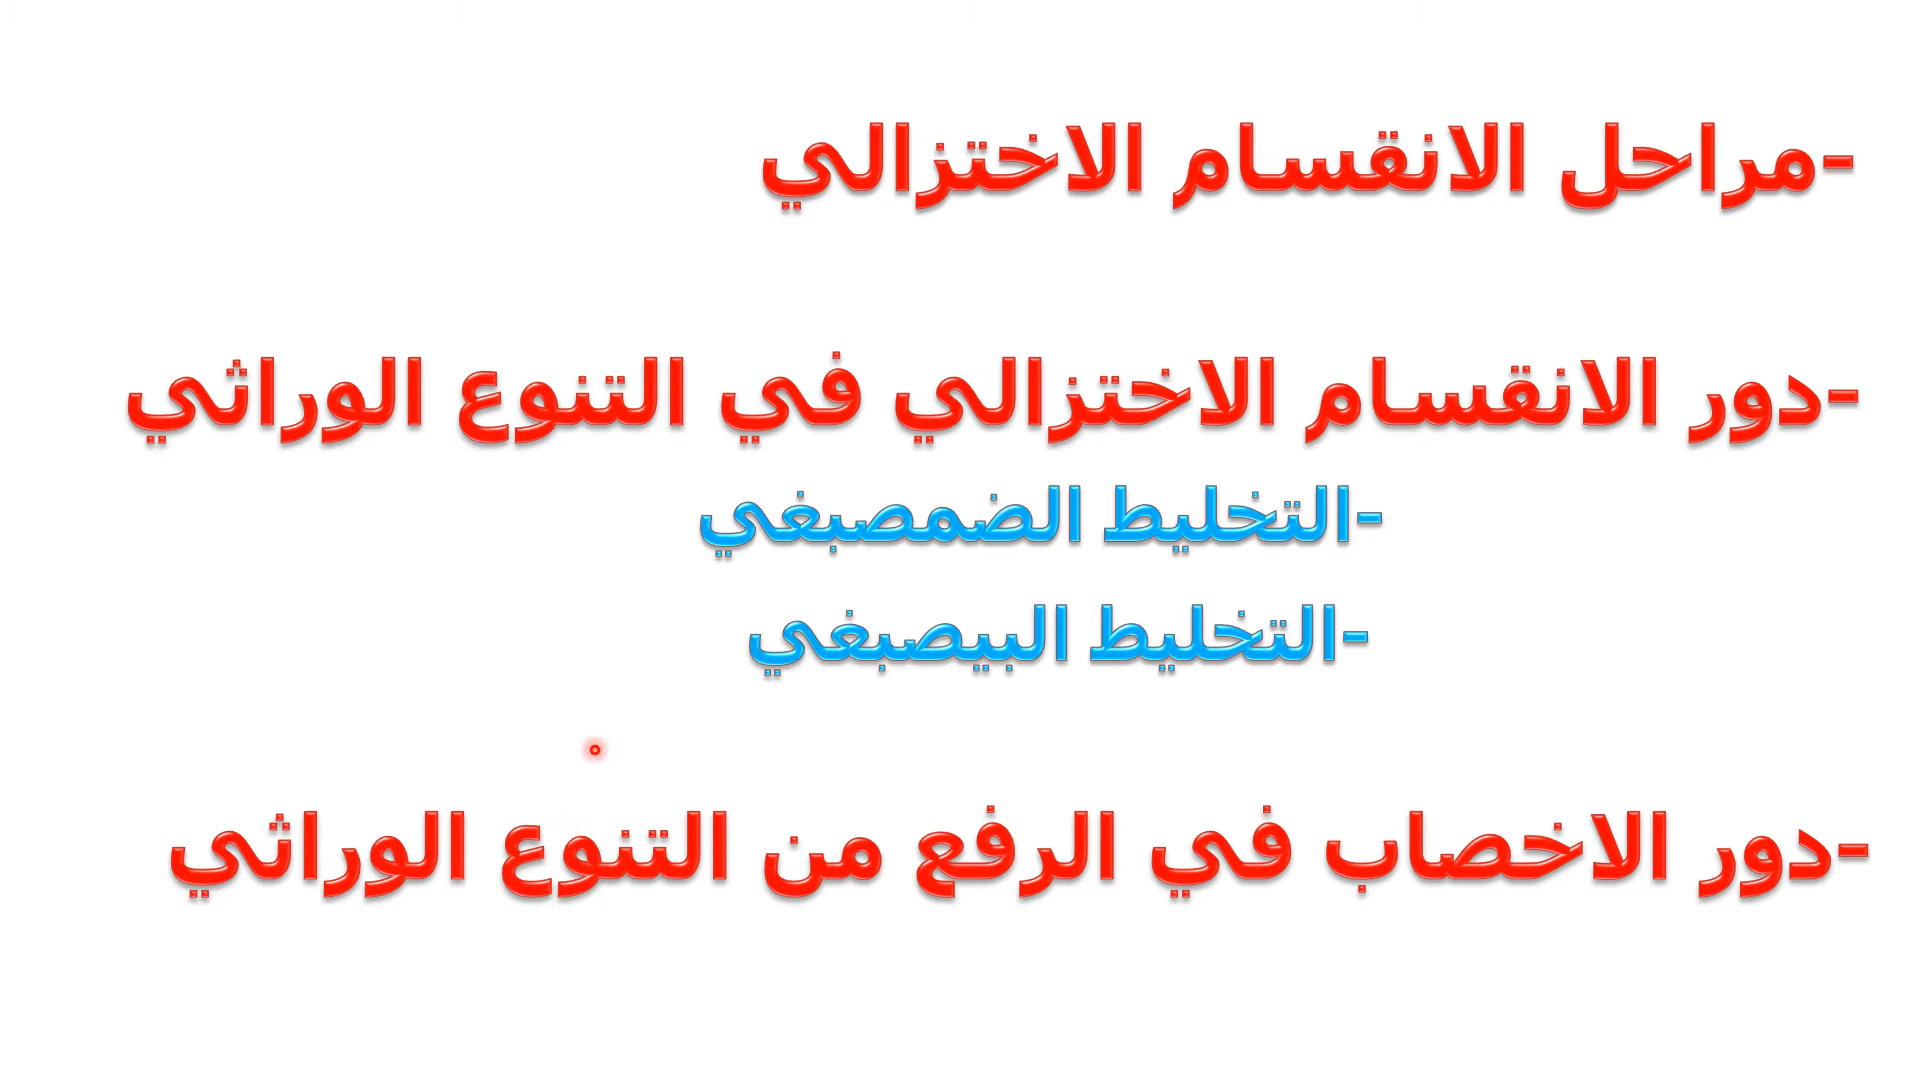 -مراحل الانقسام الاختزالي
-دور الانقسام الاختزالي في التنوع الوراثي
-التخليط الضمصبغي
-التخليط البيصبغي
-دور الاخصاب في الرفع من التنوع الوراثي